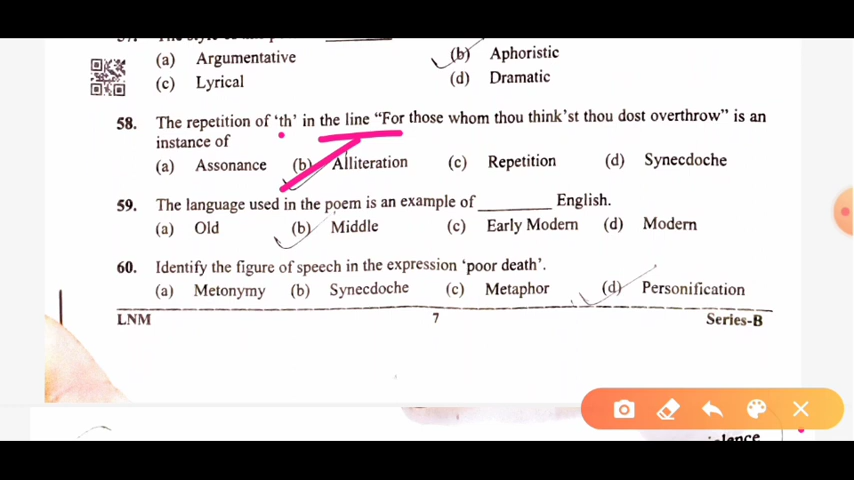 (a) Argumentative (b) Aphoristic
(c) Lyrical (d) Dramatic
58. The repetition of 'th' in the line "For those whom thou think'st thou dost overthrow" is an
instance of
(a) Assonance (b) Alliteration (c) Repetition (d) Synecdoche
59. The language used in the poem is an example of ________ English.
(a) Old (b) Middle (c) Early Modern (d) Modern
60. Identify the figure of speech in the expression 'poor death'.
(a) Metonymy (b) Synecdoche (c) Metaphor (d) Personification
LNM 7 Series-B